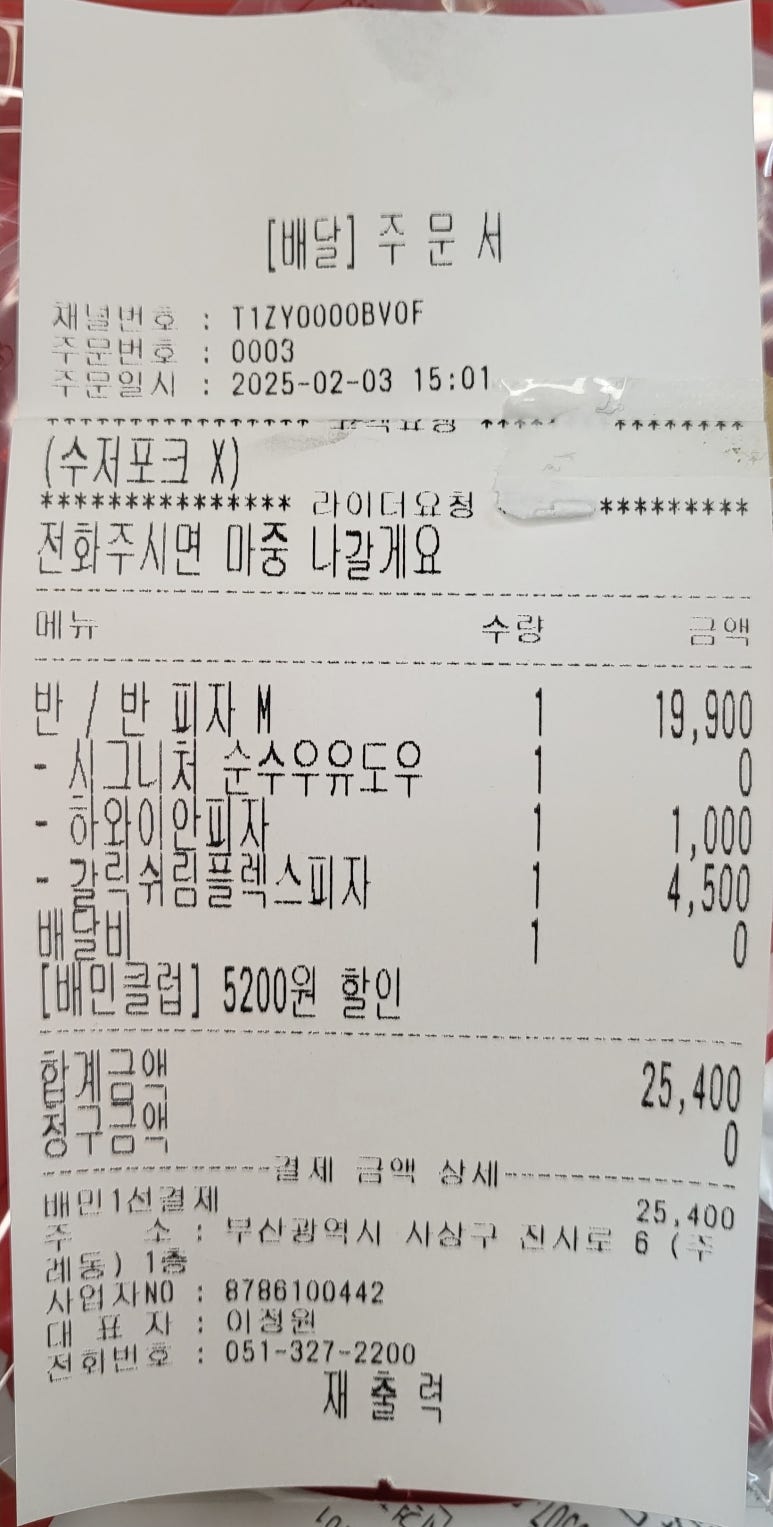 [배달] 주 문 서
채널번호 : T1ZY0000BV0F
주문번호 : 0003
주문일시 : 2025-02-03 15:01
(수저포크 X)
*************** 라이더요청 *********
전화주시면 마중 나갈게요
메뉴 수량 금액
반 / 반 피자 M 1 19,900
- 시그니처 순수우유도우 1 0
- 하와이안피자 1 1,000
- 갈릭쉬림플렉스피자 1 4,500
배달비 1 0
[배민클럽] 5200원 할인
합계금액 25,400
청구금액 0
결제 금액 상세
배민1선결제 25,400
주 소 : 부산광역시 사상구 진사로 6 (주
례동) 1층
사업자NO : 8786100442
대 표 자 : 이정원
전화번호 : 051-327-2200
재 출 력